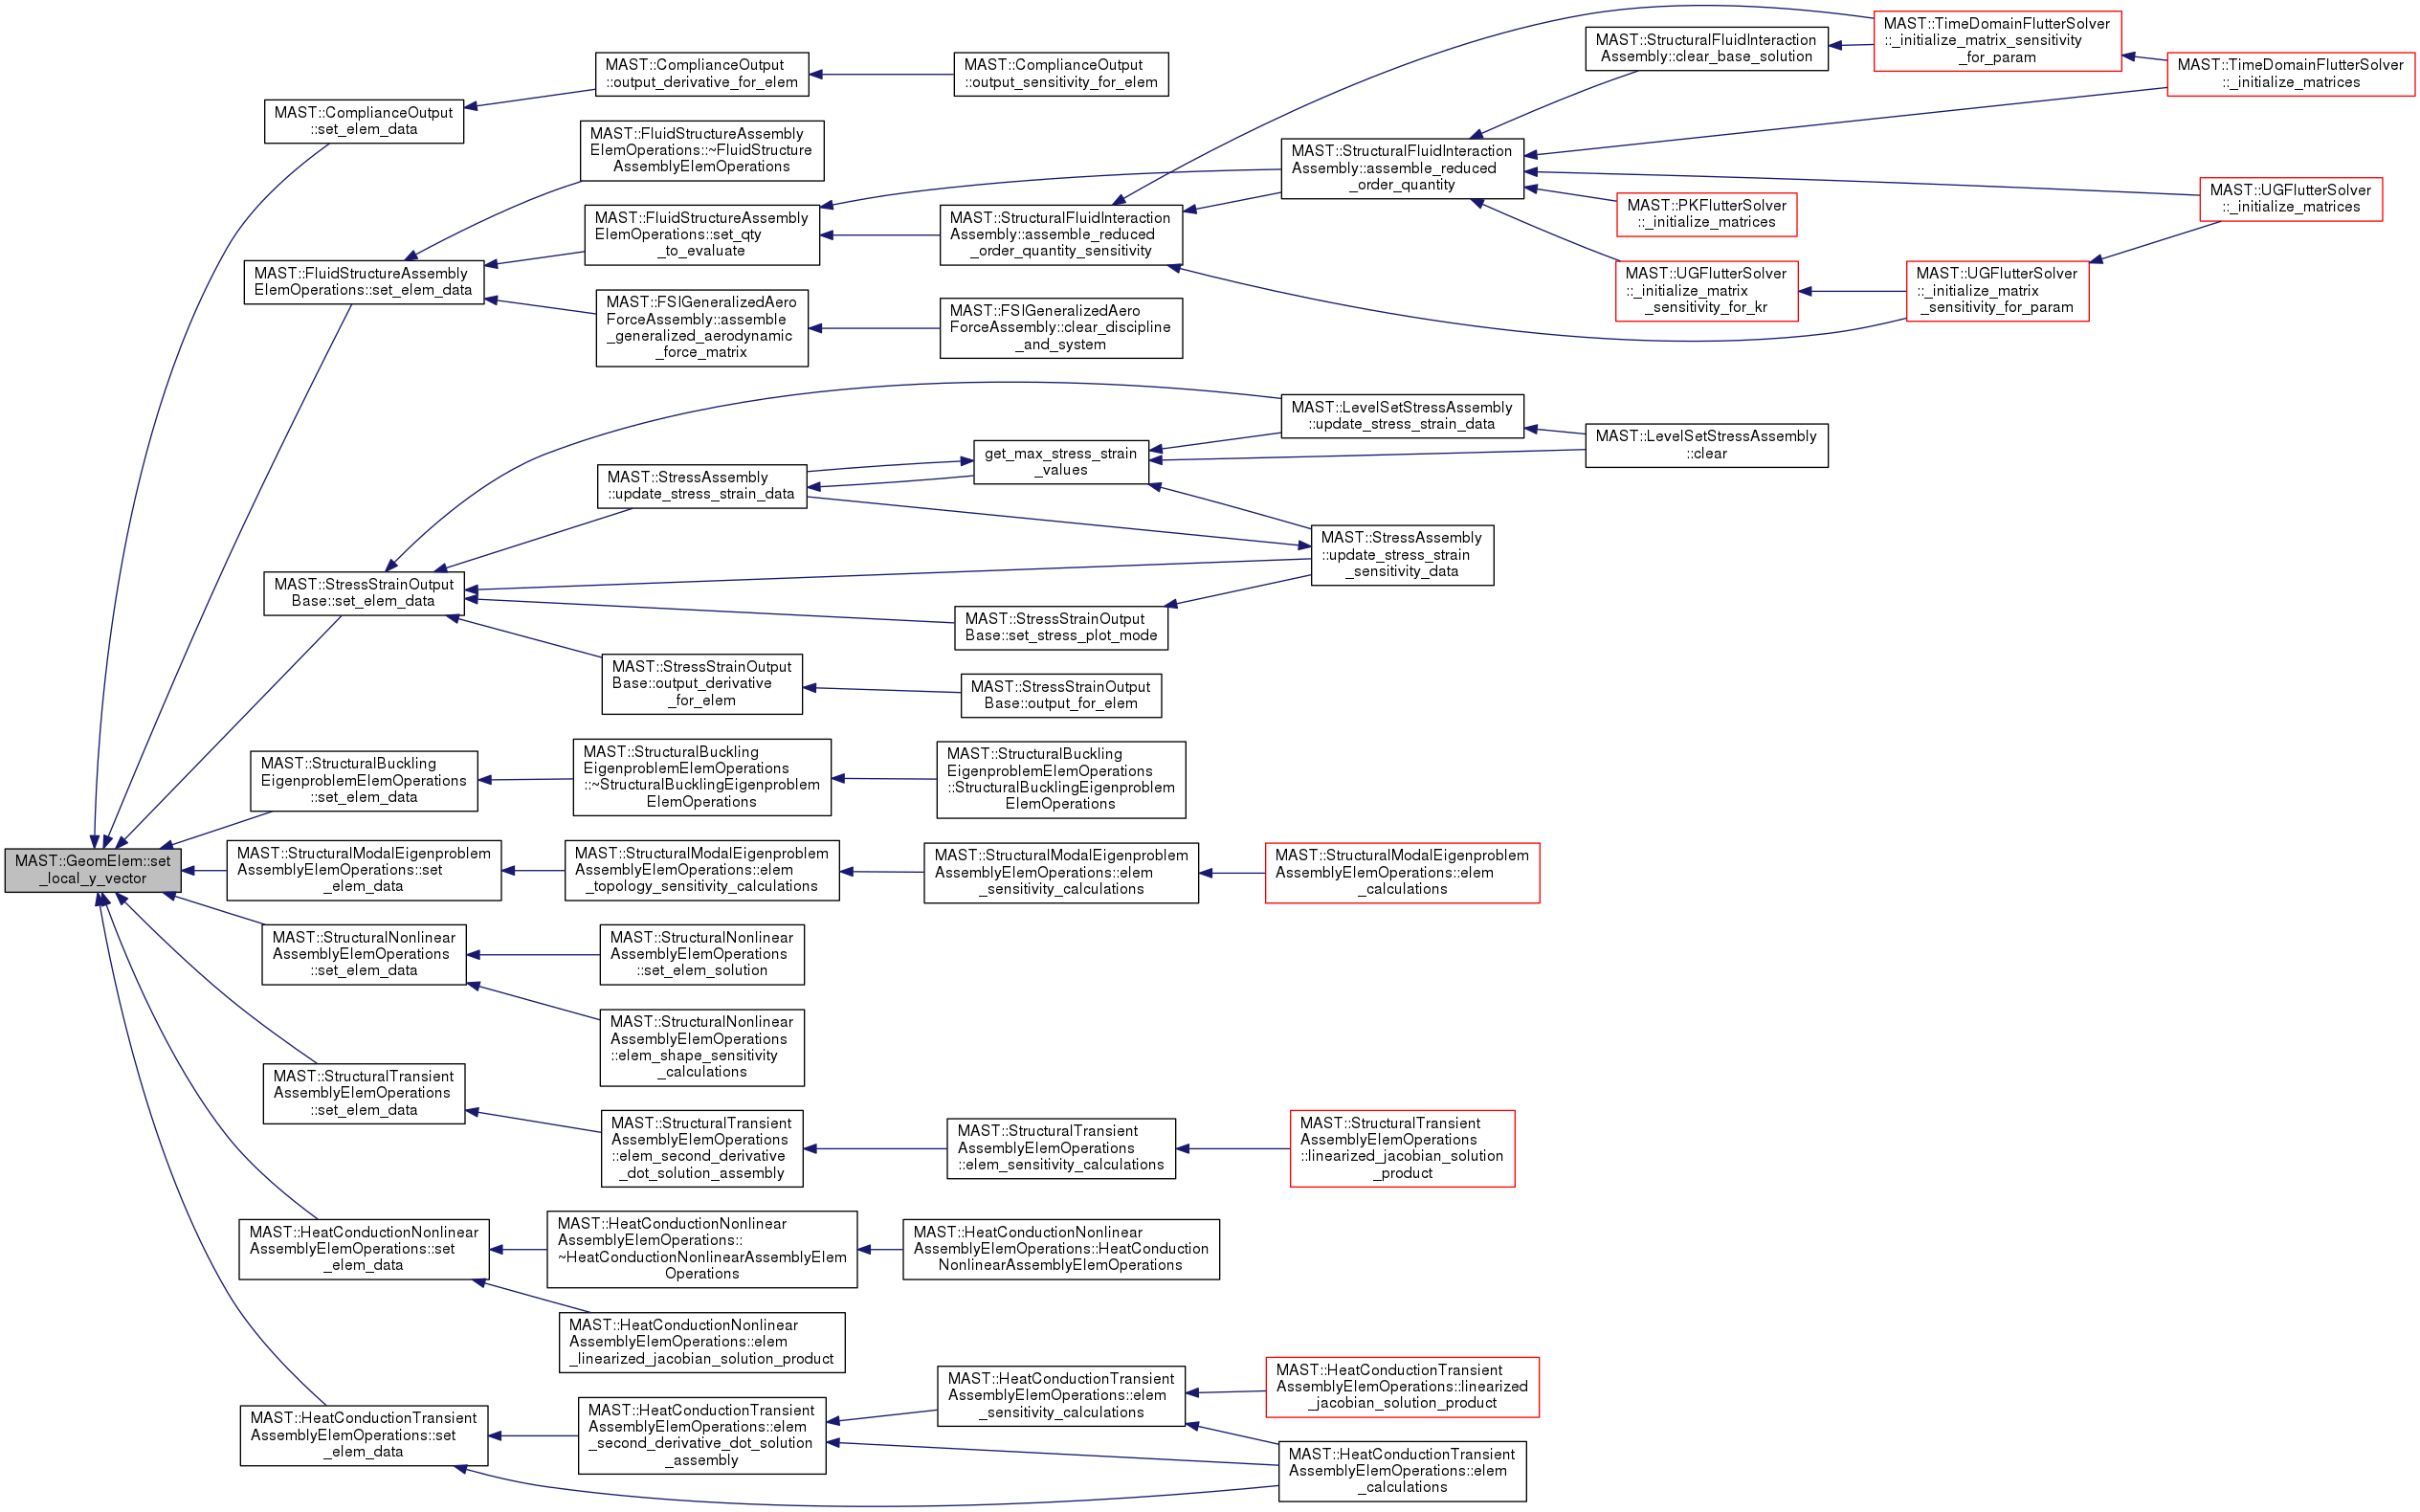 MAST::GeomElem::set
_local_y_vector
MAST::ComplianceOutput
::set_elem_data
MAST::ComplianceOutput
::output_derivative_for_elem
MAST::ComplianceOutput
::output_sensitivity_for_elem
MAST::FluidStructureAssembly
ElemOperations::set_elem_data
MAST::FluidStructureAssembly
ElemOperations::~FluidStructure
AssemblyElemOperations
MAST::FluidStructureAssembly
ElemOperations::set_qty
_to_evaluate
MAST::StructuralFluidInteraction
Assembly::assemble_reduced
_order_quantity_sensitivity
MAST::StructuralFluidInteraction
Assembly::assemble_reduced
_order_quantity
MAST::StructuralFluidInteraction
Assembly::clear_base_solution
MAST::TimeDomainFlutterSolver
::_initialize_matrix_sensitivity
_for_param
MAST::TimeDomainFlutterSolver
::_initialize_matrices
MAST::PKFlutterSolver
::_initialize_matrices
MAST::UGFlutterSolver
::_initialize_matrix
_sensitivity_for_kr
MAST::UGFlutterSolver
::_initialize_matrix
_sensitivity_for_param
MAST::UGFlutterSolver
::_initialize_matrices
MAST::FSIGeneralizedAero
ForceAssembly::assemble
_generalized_aerodynamic
_force_matrix
MAST::FSIGeneralizedAero
ForceAssembly::clear_discipline
_and_system
MAST::StressStrainOutput
Base::set_elem_data
MAST::StressAssembly
::update_stress_strain_data
get_max_stress_strain
_values
MAST::LevelSetStressAssembly
::update_stress_strain_data
MAST::LevelSetStressAssembly
::clear
MAST::StressAssembly
::update_stress_strain
_sensitivity_data
MAST::StressStrainOutput
Base::set_stress_plot_mode
MAST::StressStrainOutput
Base::output_derivative
_for_elem
MAST::StressStrainOutput
Base::output_for_elem
MAST::StructuralBuckling
EigenproblemElemOperations
::set_elem_data
MAST::StructuralBuckling
EigenproblemElemOperations
::~StructuralBucklingEigenproblem
ElemOperations
MAST::StructuralBuckling
EigenproblemElemOperations
::StructuralBucklingEigenproblem
ElemOperations
MAST::StructuralModalEigenproblem
AssemblyElemOperations::set
_elem_data
MAST::StructuralModalEigenproblem
AssemblyElemOperations::elem
_topology_sensitivity_calculations
MAST::StructuralModalEigenproblem
AssemblyElemOperations::elem
_sensitivity_calculations
MAST::StructuralModalEigenproblem
AssemblyElemOperations::elem
_calculations
MAST::StructuralNonlinear
AssemblyElemOperations
::set_elem_data
MAST::StructuralNonlinear
AssemblyElemOperations
::set_elem_solution
MAST::StructuralNonlinear
AssemblyElemOperations
::elem_shape_sensitivity
_calculations
MAST::StructuralTransient
AssemblyElemOperations
::set_elem_data
MAST::StructuralTransient
AssemblyElemOperations
::elem_second_derivative
_dot_solution_assembly
MAST::StructuralTransient
AssemblyElemOperations
::elem_sensitivity_calculations
MAST::StructuralTransient
AssemblyElemOperations
::linearized_jacobian_solution
_product
MAST::HeatConductionNonlinear
AssemblyElemOperations::set
_elem_data
MAST::HeatConductionNonlinear
AssemblyElemOperations::
~HeatConductionNonlinearAssemblyElem
Operations
MAST::HeatConductionNonlinear
AssemblyElemOperations::HeatConduction
NonlinearAssemblyElemOperations
MAST::HeatConductionNonlinear
AssemblyElemOperations::elem
_linearized_jacobian_solution_product
MAST::HeatConductionTransient
AssemblyElemOperations::set
_elem_data
MAST::HeatConductionTransient
AssemblyElemOperations::elem
_second_derivative_dot_solution
_assembly
MAST::HeatConductionTransient
AssemblyElemOperations::elem
_sensitivity_calculations
MAST::HeatConductionTransient
AssemblyElemOperations::linearized
_jacobian_solution_product
MAST::HeatConductionTransient
AssemblyElemOperations::elem
_calculations